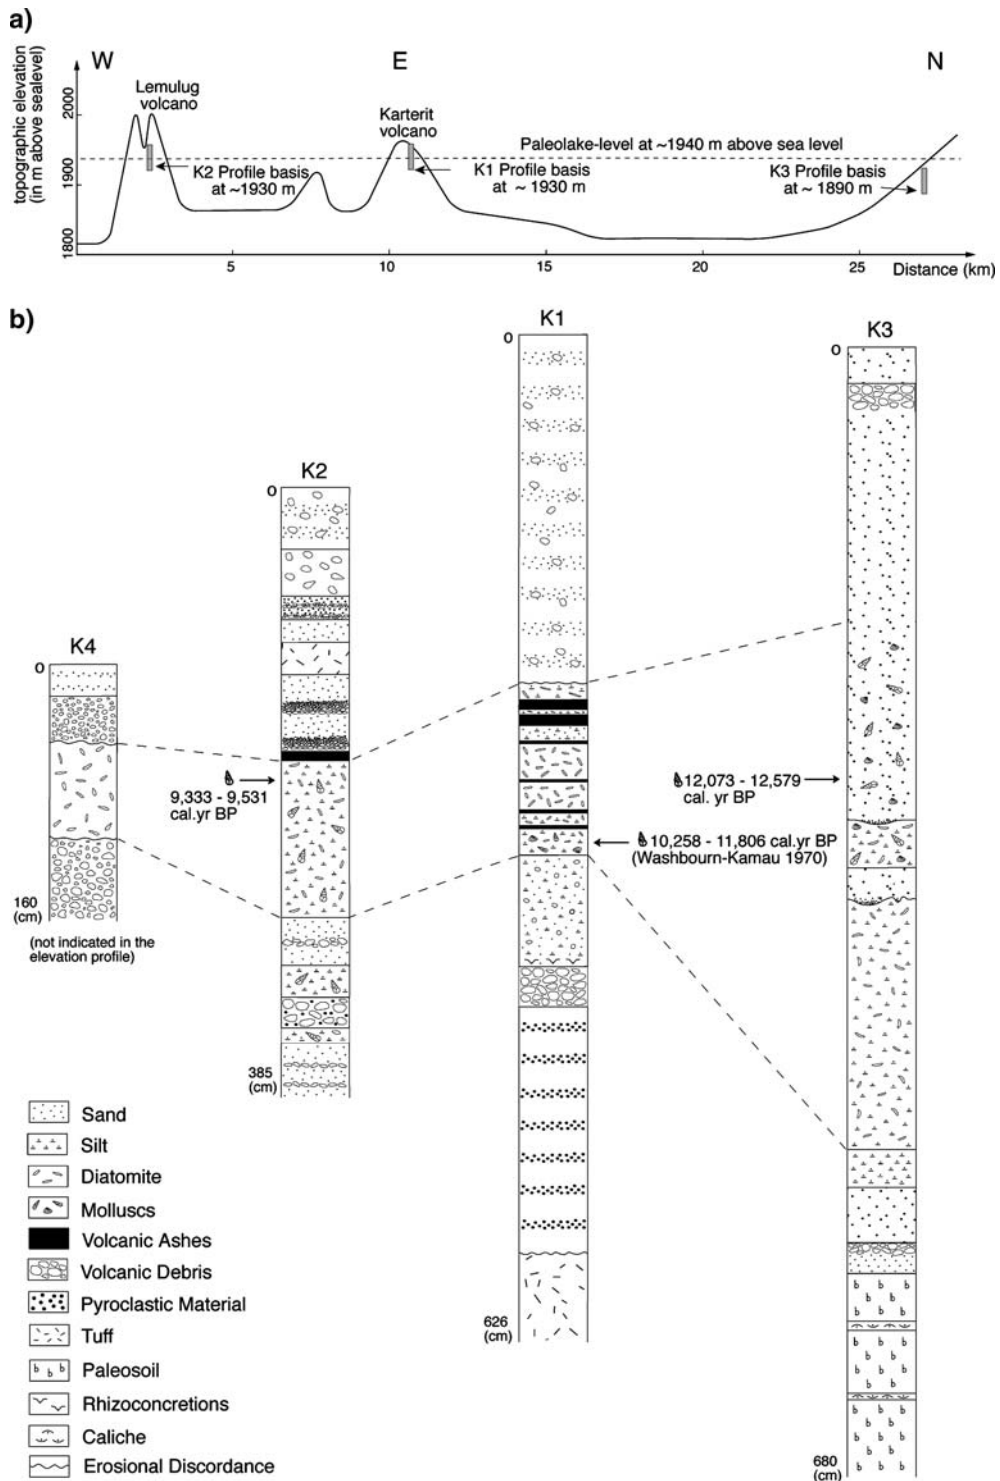 a)
W
E
N
topographic elevation
(in m above sealevel)
2000
1900
1800
Lemulug
volcano
Karterit
volcano
Paleolake-level at ~1940 m above sea level
K2 Profile basis
at ~1930 m
K1 Profile basis
at ~ 1930 m
K3 Profile basis
at ~ 1890 m
5
10
15
20
25
Distance (km)
b)
K1
0
K3
0
K2
0
K4
0
9,333 - 9,531
cal.yr BP
12,073 - 12,579
cal. yr BP
10,258 - 11,806 cal.yr BP
(Washbourn-Kamau 1970)
160
(cm)
(not indicated in the
elevation profile)
385
(cm)
626
(cm)
680
(cm)
Sand
Silt
Diatomite
Molluscs
Volcanic Ashes
Volcanic Debris
Pyroclastic Material
Tuff
Paleosoil
Rhizoconcretions
Caliche
Erosional Discordance